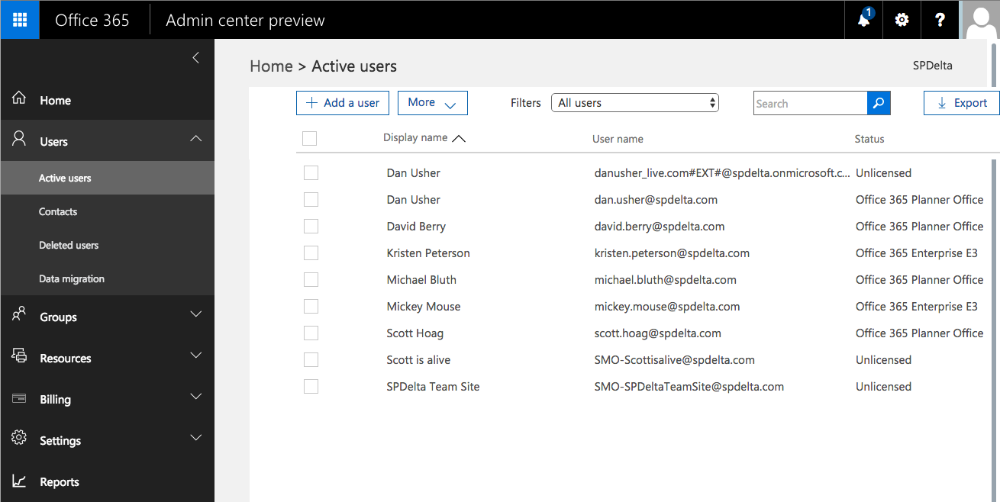 Office 365 Admin center preview 1 ?
Home > Active users SPDelta
Add a user More Filters All users Search Export
Home
Users
Active users
Contacts
Deleted users
Data migration
Groups
Resources
Billing
Settings
Reports
Display name User name Status
Dan Usher danusher_live.com#EXT#@spdelta.onmicrosoft.c... Unlicensed
Dan Usher dan.usher@spdelta.com Office 365 Planner Office
David Berry david.berry@spdelta.com Office 365 Planner Office
Kristen Peterson kristen.peterson@spdelta.com Office 365 Enterprise E3
Michael Bluth michael.bluth@spdelta.com Office 365 Planner Office
Mickey Mouse mickey.mouse@spdelta.com Office 365 Enterprise E3
Scott Hoag scott.hoag@spdelta.com Office 365 Planner Office
Scott is alive SMO-Scottisalive@spdelta.com Unlicensed
SPDelta Team Site SMO-SPDeltaTeamSite@spdelta.com Unlicensed